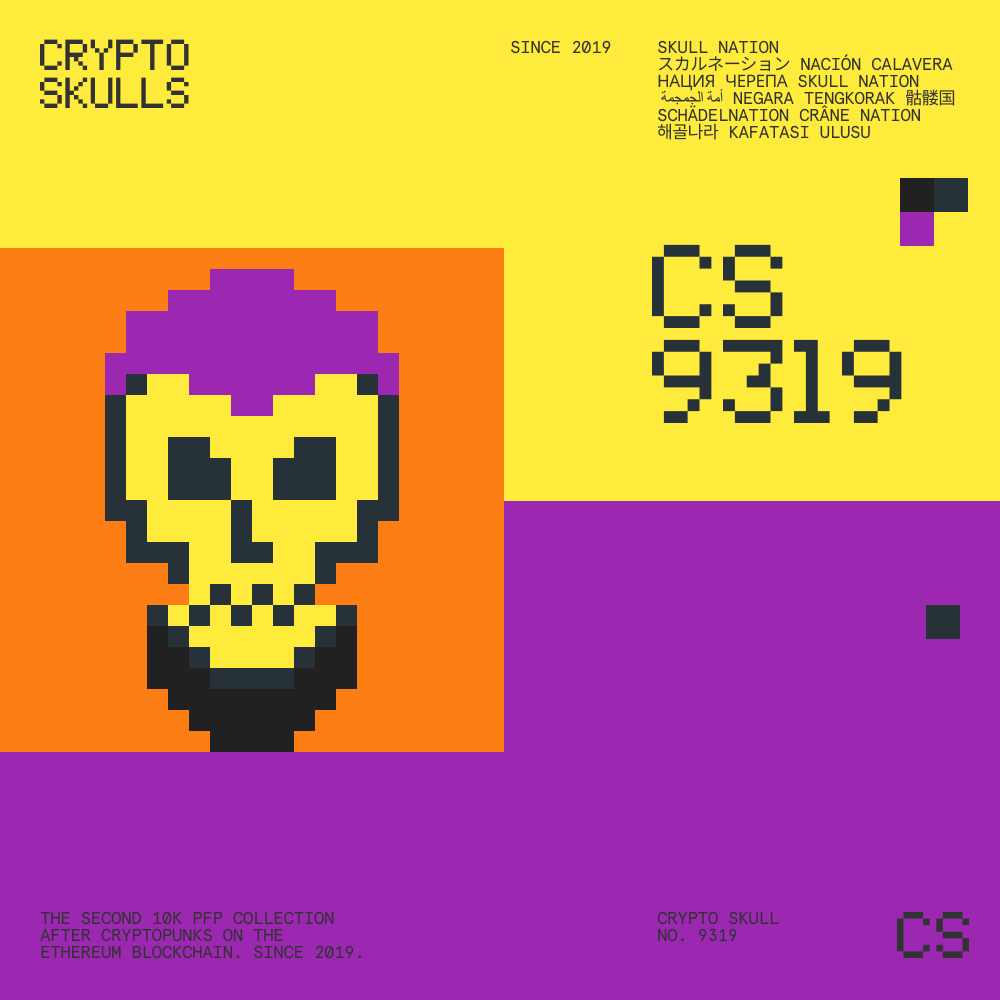 CRYPTO
SKULLS
SINCE 2019
SKULL NATION
スカルネーション NACIÓN CALAVERA
НАЦИЯ ЧЕРЕПА SKULL NATION
أمة الجمجمة NEGARA TENGKORAK 骷髅国
SCHÄDELNATION CRÂNE NATION
해골나라 KAFATASI ULUSU
CS
9319
THE SECOND 10K PFP COLLECTION
AFTER CRYPTOPUNKS ON THE
ETHEREUM BLOCKCHAIN. SINCE 2019.
CRYPTO SKULL
NO. 9319
CS